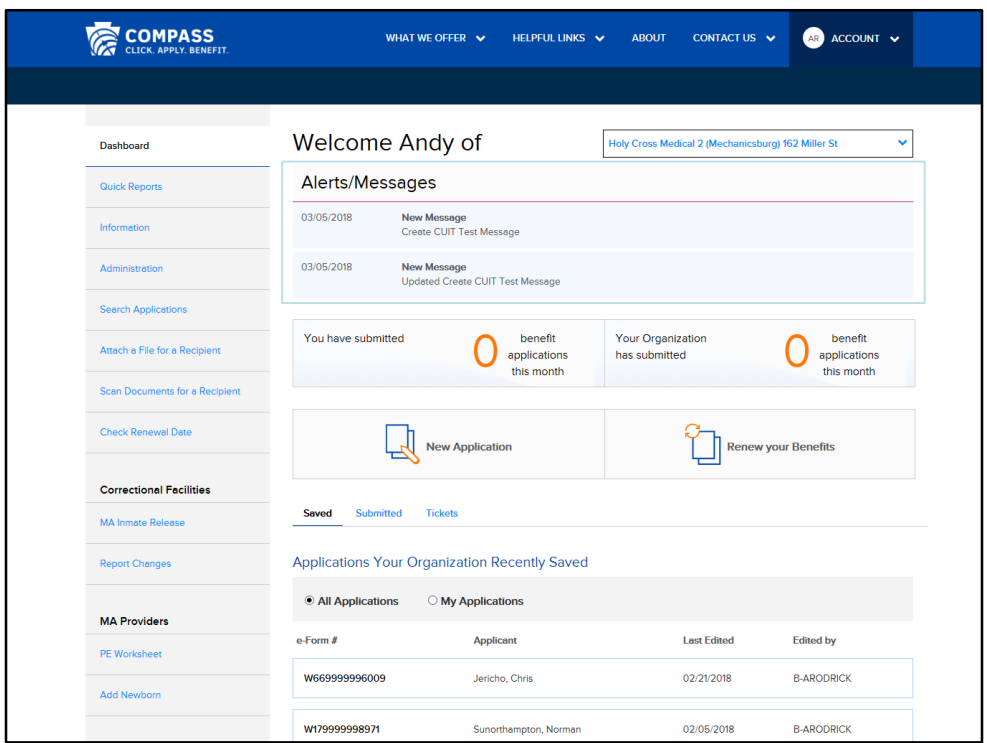 COMPASS
CLICK. APPLY. BENEFIT.
WHAT WE OFFER
HELPFUL LINKS
ABOUT
CONTACT US
AR
ACCOUNT
Dashboard
Quick Reports
Information
Administration
Search Applications
Attach a File for a Recipient
Scan Documents for a Recipient
Check Renewal Date
Correctional Facilities
MA Inmate Release
Report Changes
MA Providers
PE Worksheet
Add Newborn
Welcome Andy of
Holy Cross Medical 2 (Mechanicsburg) 162 Miller St
Alerts/Messages
03/05/2018 New Message
Create CUIT Test Message
03/05/2018 New Message
Updated Create CUIT Test Message
You have submitted
0
benefit
applications
this month
Your Organization
has submitted
0
benefit
applications
this month
New Application
Renew your Benefits
Saved Submitted Tickets
Applications Your Organization Recently Saved
All Applications My Applications
e-Form # Applicant Last Edited Edited by
W669999996009 Jericho, Chris 02/21/2018 B-ARODRICK
W179999998971 Sunorthampton, Norman 02/05/2018 B-ARODRICK